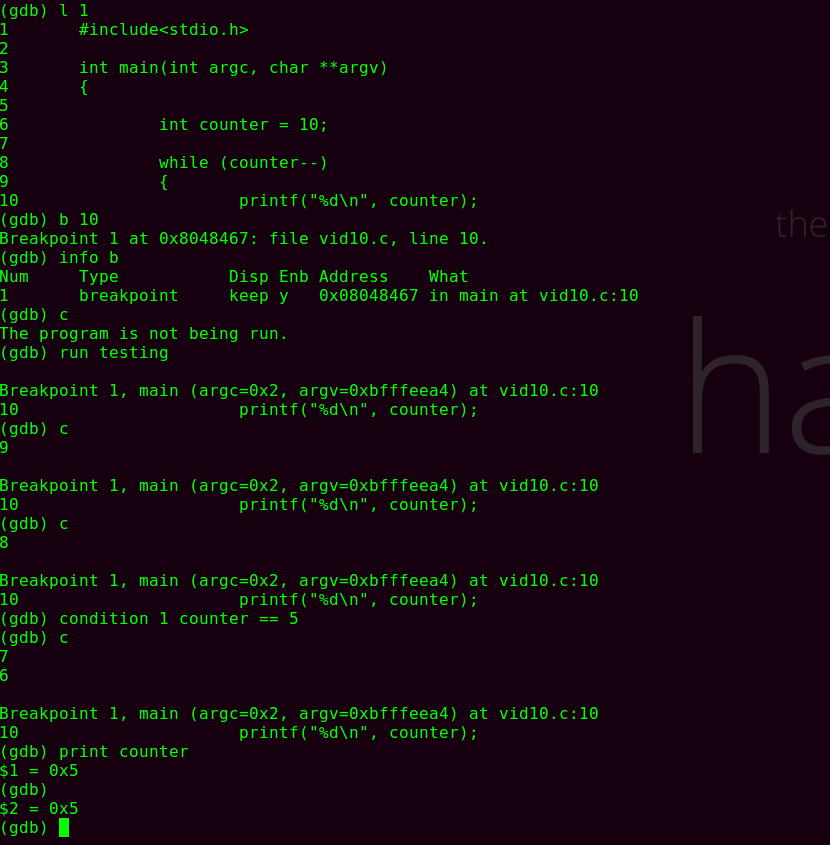 (gdb) l 1
1       #include<stdio.h>
2
3       int main(int argc, char **argv)
4       {
5
6               int counter = 10;
7
8               while (counter--)
9               {
10                      printf("%d\n", counter);
(gdb) b 10
Breakpoint 1 at 0x8048467: file vid10.c, line 10.
(gdb) info b
Num     Type           Disp Enb Address    What
1       breakpoint     keep y   0x08048467 in main at vid10.c:10
(gdb) c
The program is not being run.
(gdb) run testing

Breakpoint 1, main (argc=0x2, argv=0xbfffeea4) at vid10.c:10
10                      printf("%d\n", counter);
(gdb) c
9

Breakpoint 1, main (argc=0x2, argv=0xbfffeea4) at vid10.c:10
10                      printf("%d\n", counter);
(gdb) c
8

Breakpoint 1, main (argc=0x2, argv=0xbfffeea4) at vid10.c:10
10                      printf("%d\n", counter);
(gdb) condition 1 counter == 5
(gdb) c
7
6

Breakpoint 1, main (argc=0x2, argv=0xbfffeea4) at vid10.c:10
10                      printf("%d\n", counter);
(gdb) print counter
$1 = 0x5
(gdb)
$2 = 0x5
(gdb)
the
ha